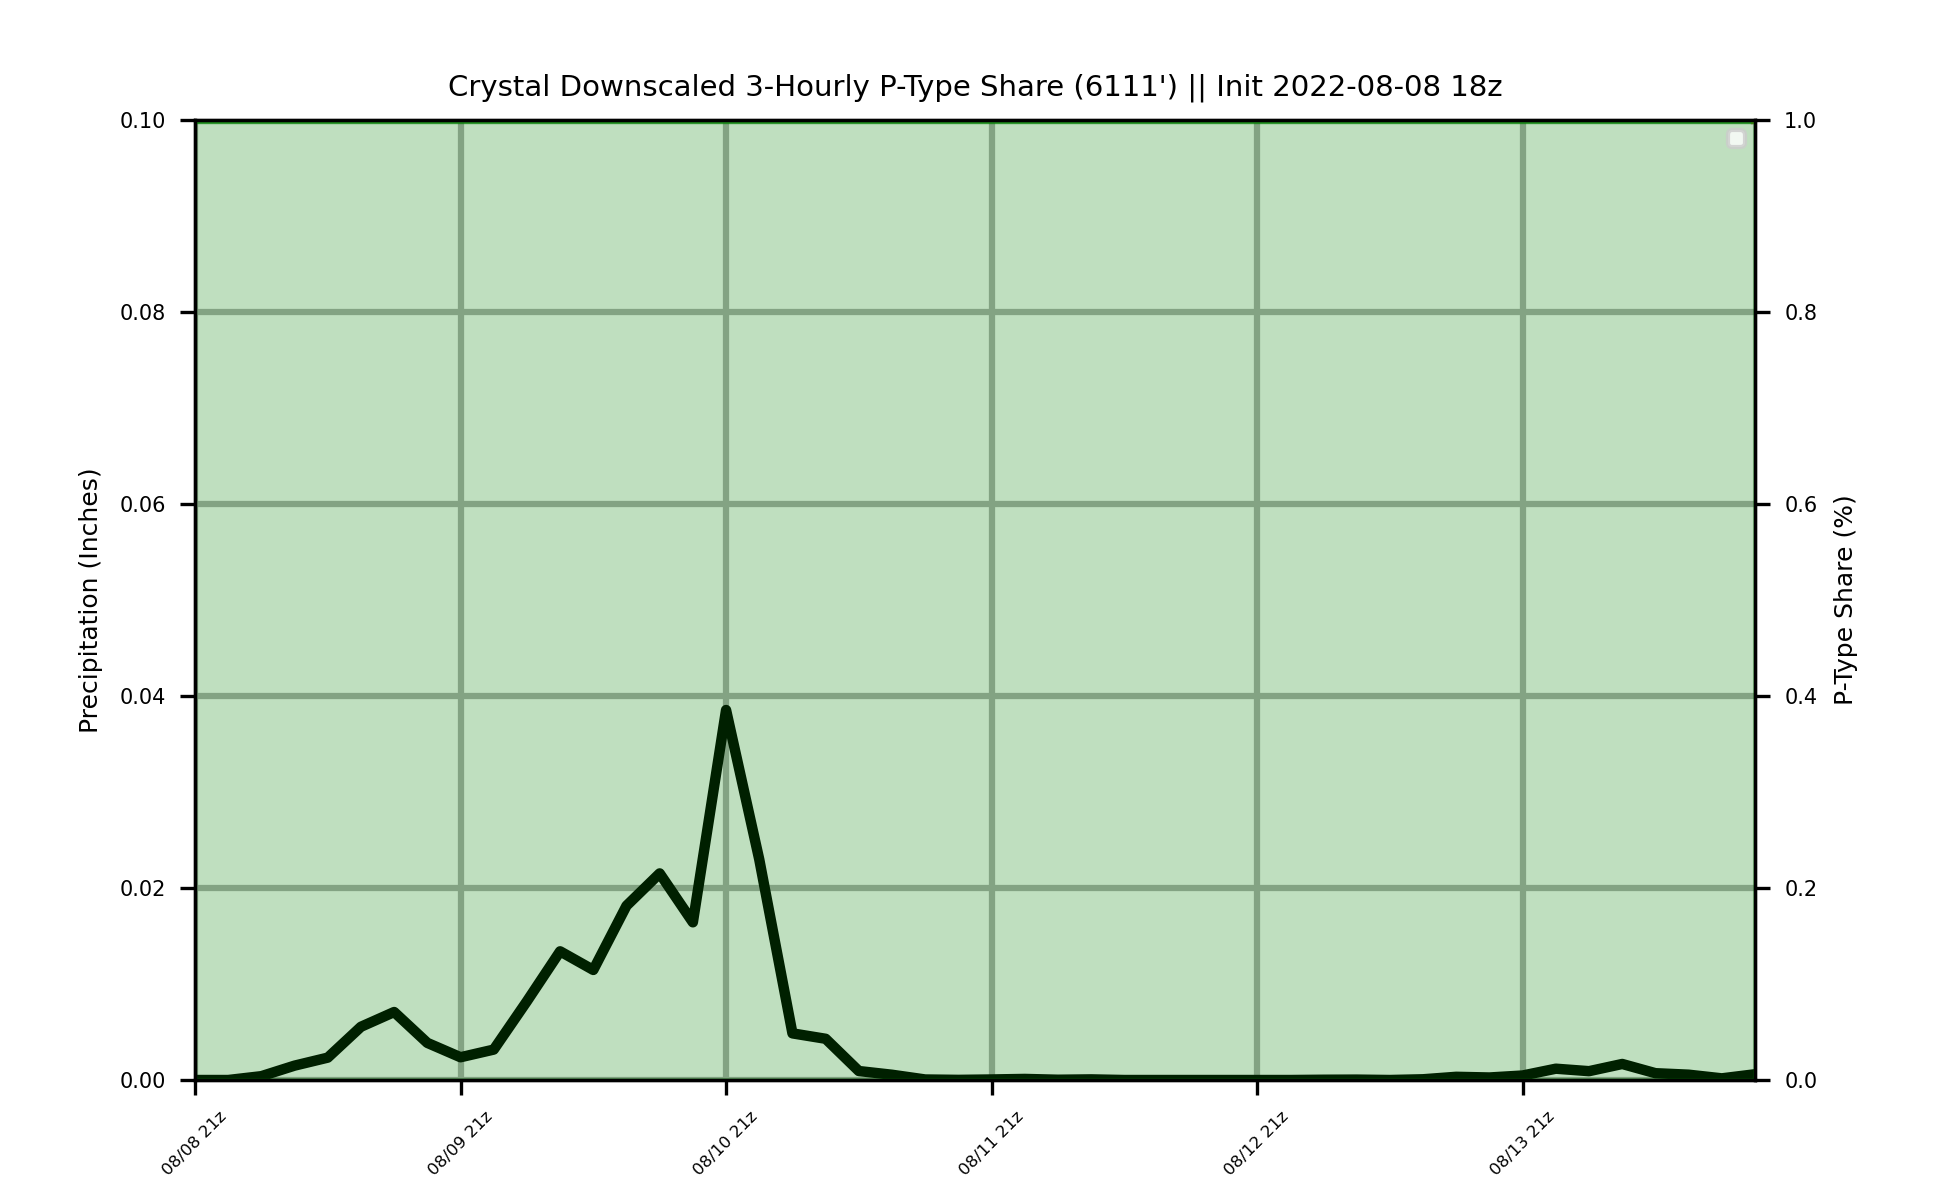 Crystal Downscaled 3-Hourly P-Type Share (6111') || Init 2022-08-08 18z
Precipitation (Inches)
0.10
0.08
0.06
0.04
0.02
0.00
1.0
0.8
0.6
0.4
0.2
0.0
P-Type Share (%)
08/08 21z
08/09 21z
08/10 21z
08/11 21z
08/12 21z
08/13 21z